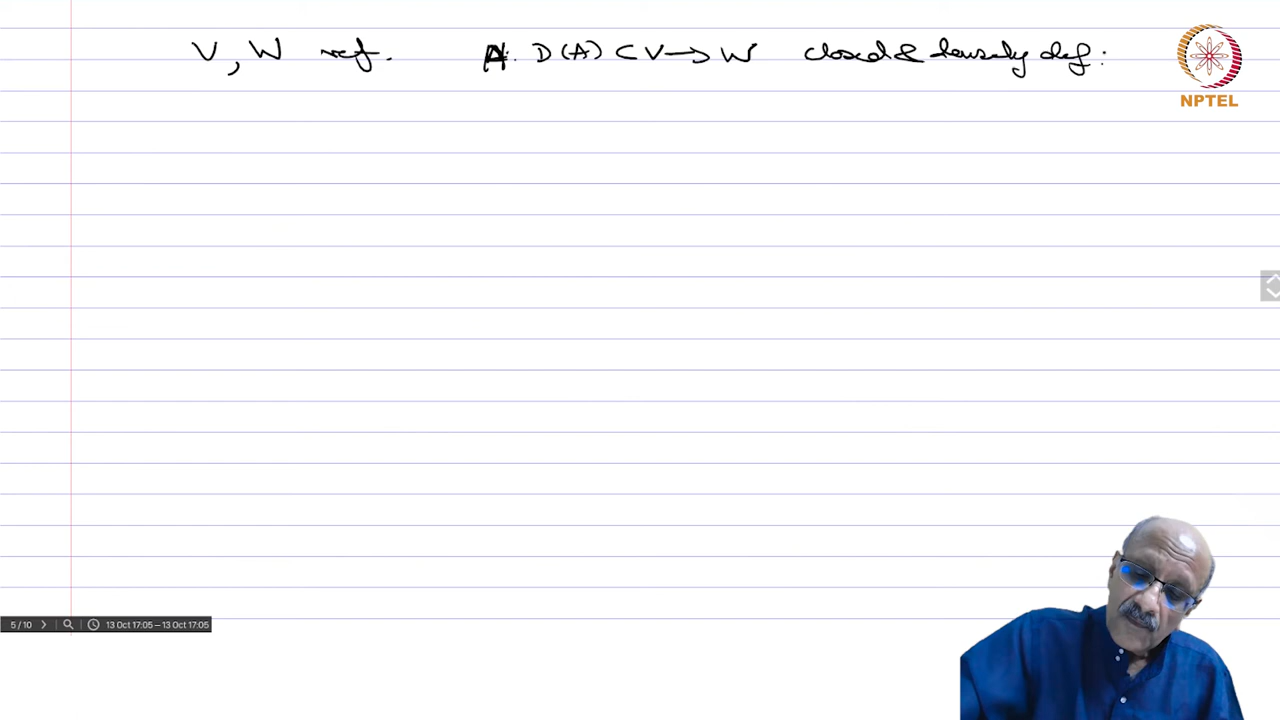 V, W ref. A: D(A) ⊂ V → W closed & densely def:
NPTEL
5/10 13 Oct 17:05 – 13 Oct 17:05